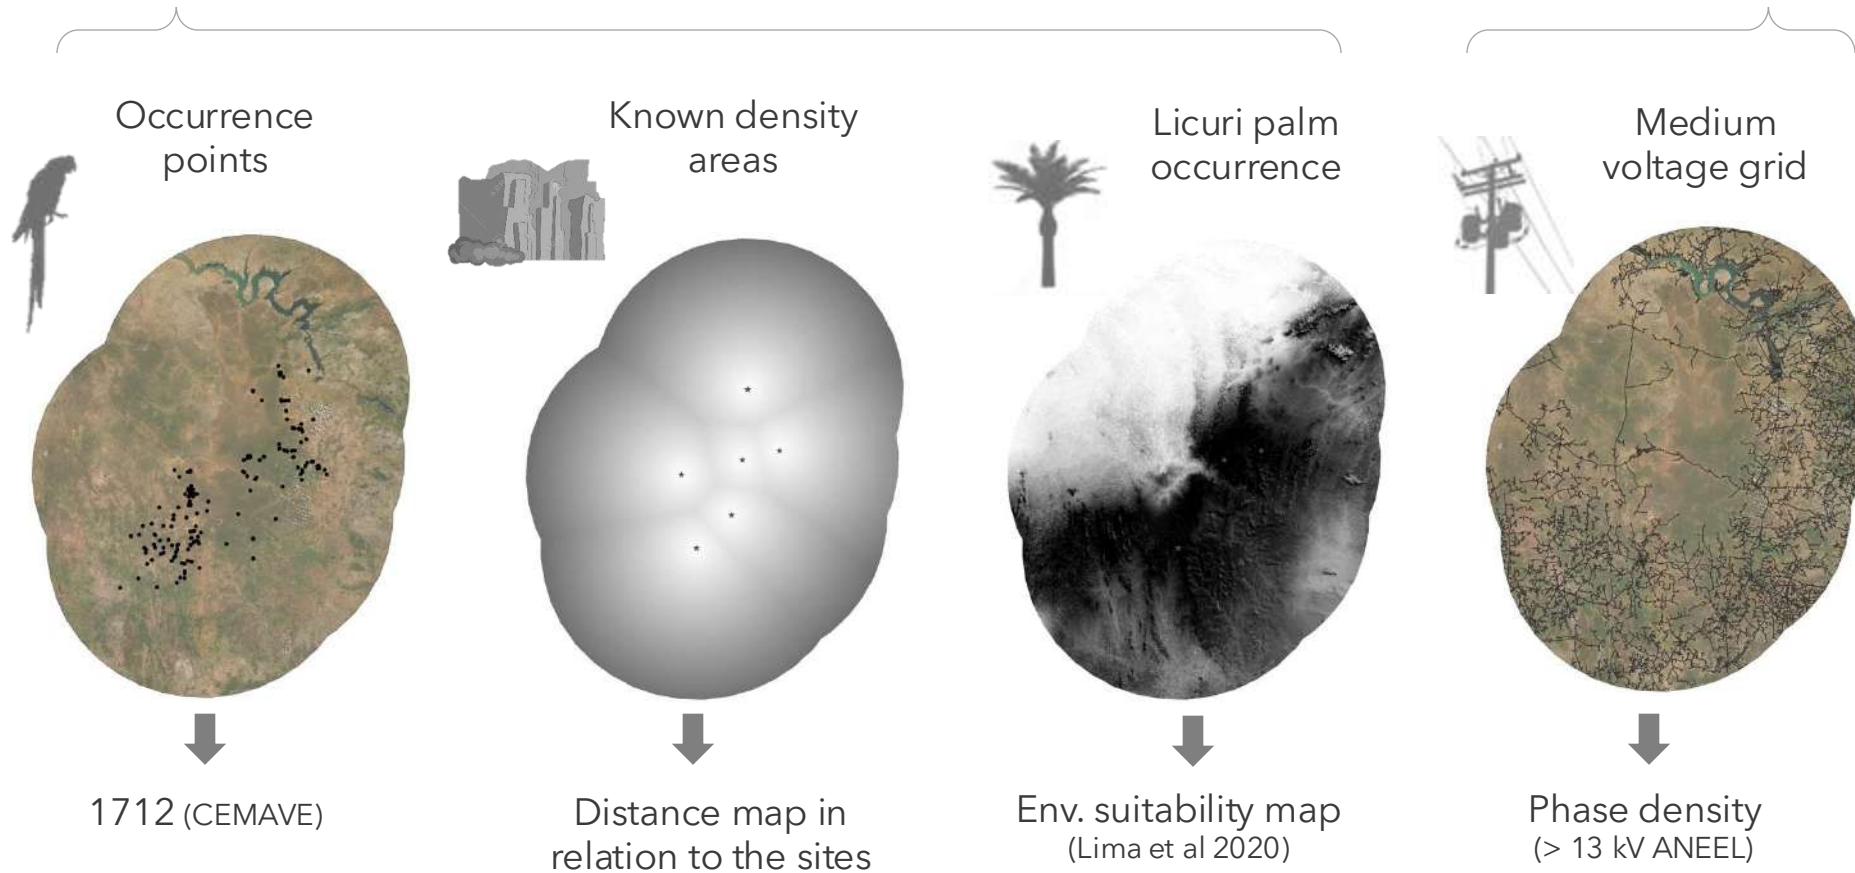 Occurrence
points
Known density
areas
Licuri palm
occurrence
Medium
voltage grid
1712 (CEMAVE)
Distance map in
relation to the sites
Env. suitability map
(Lima et al 2020)
Phase density
(> 13 kV ANEEL)